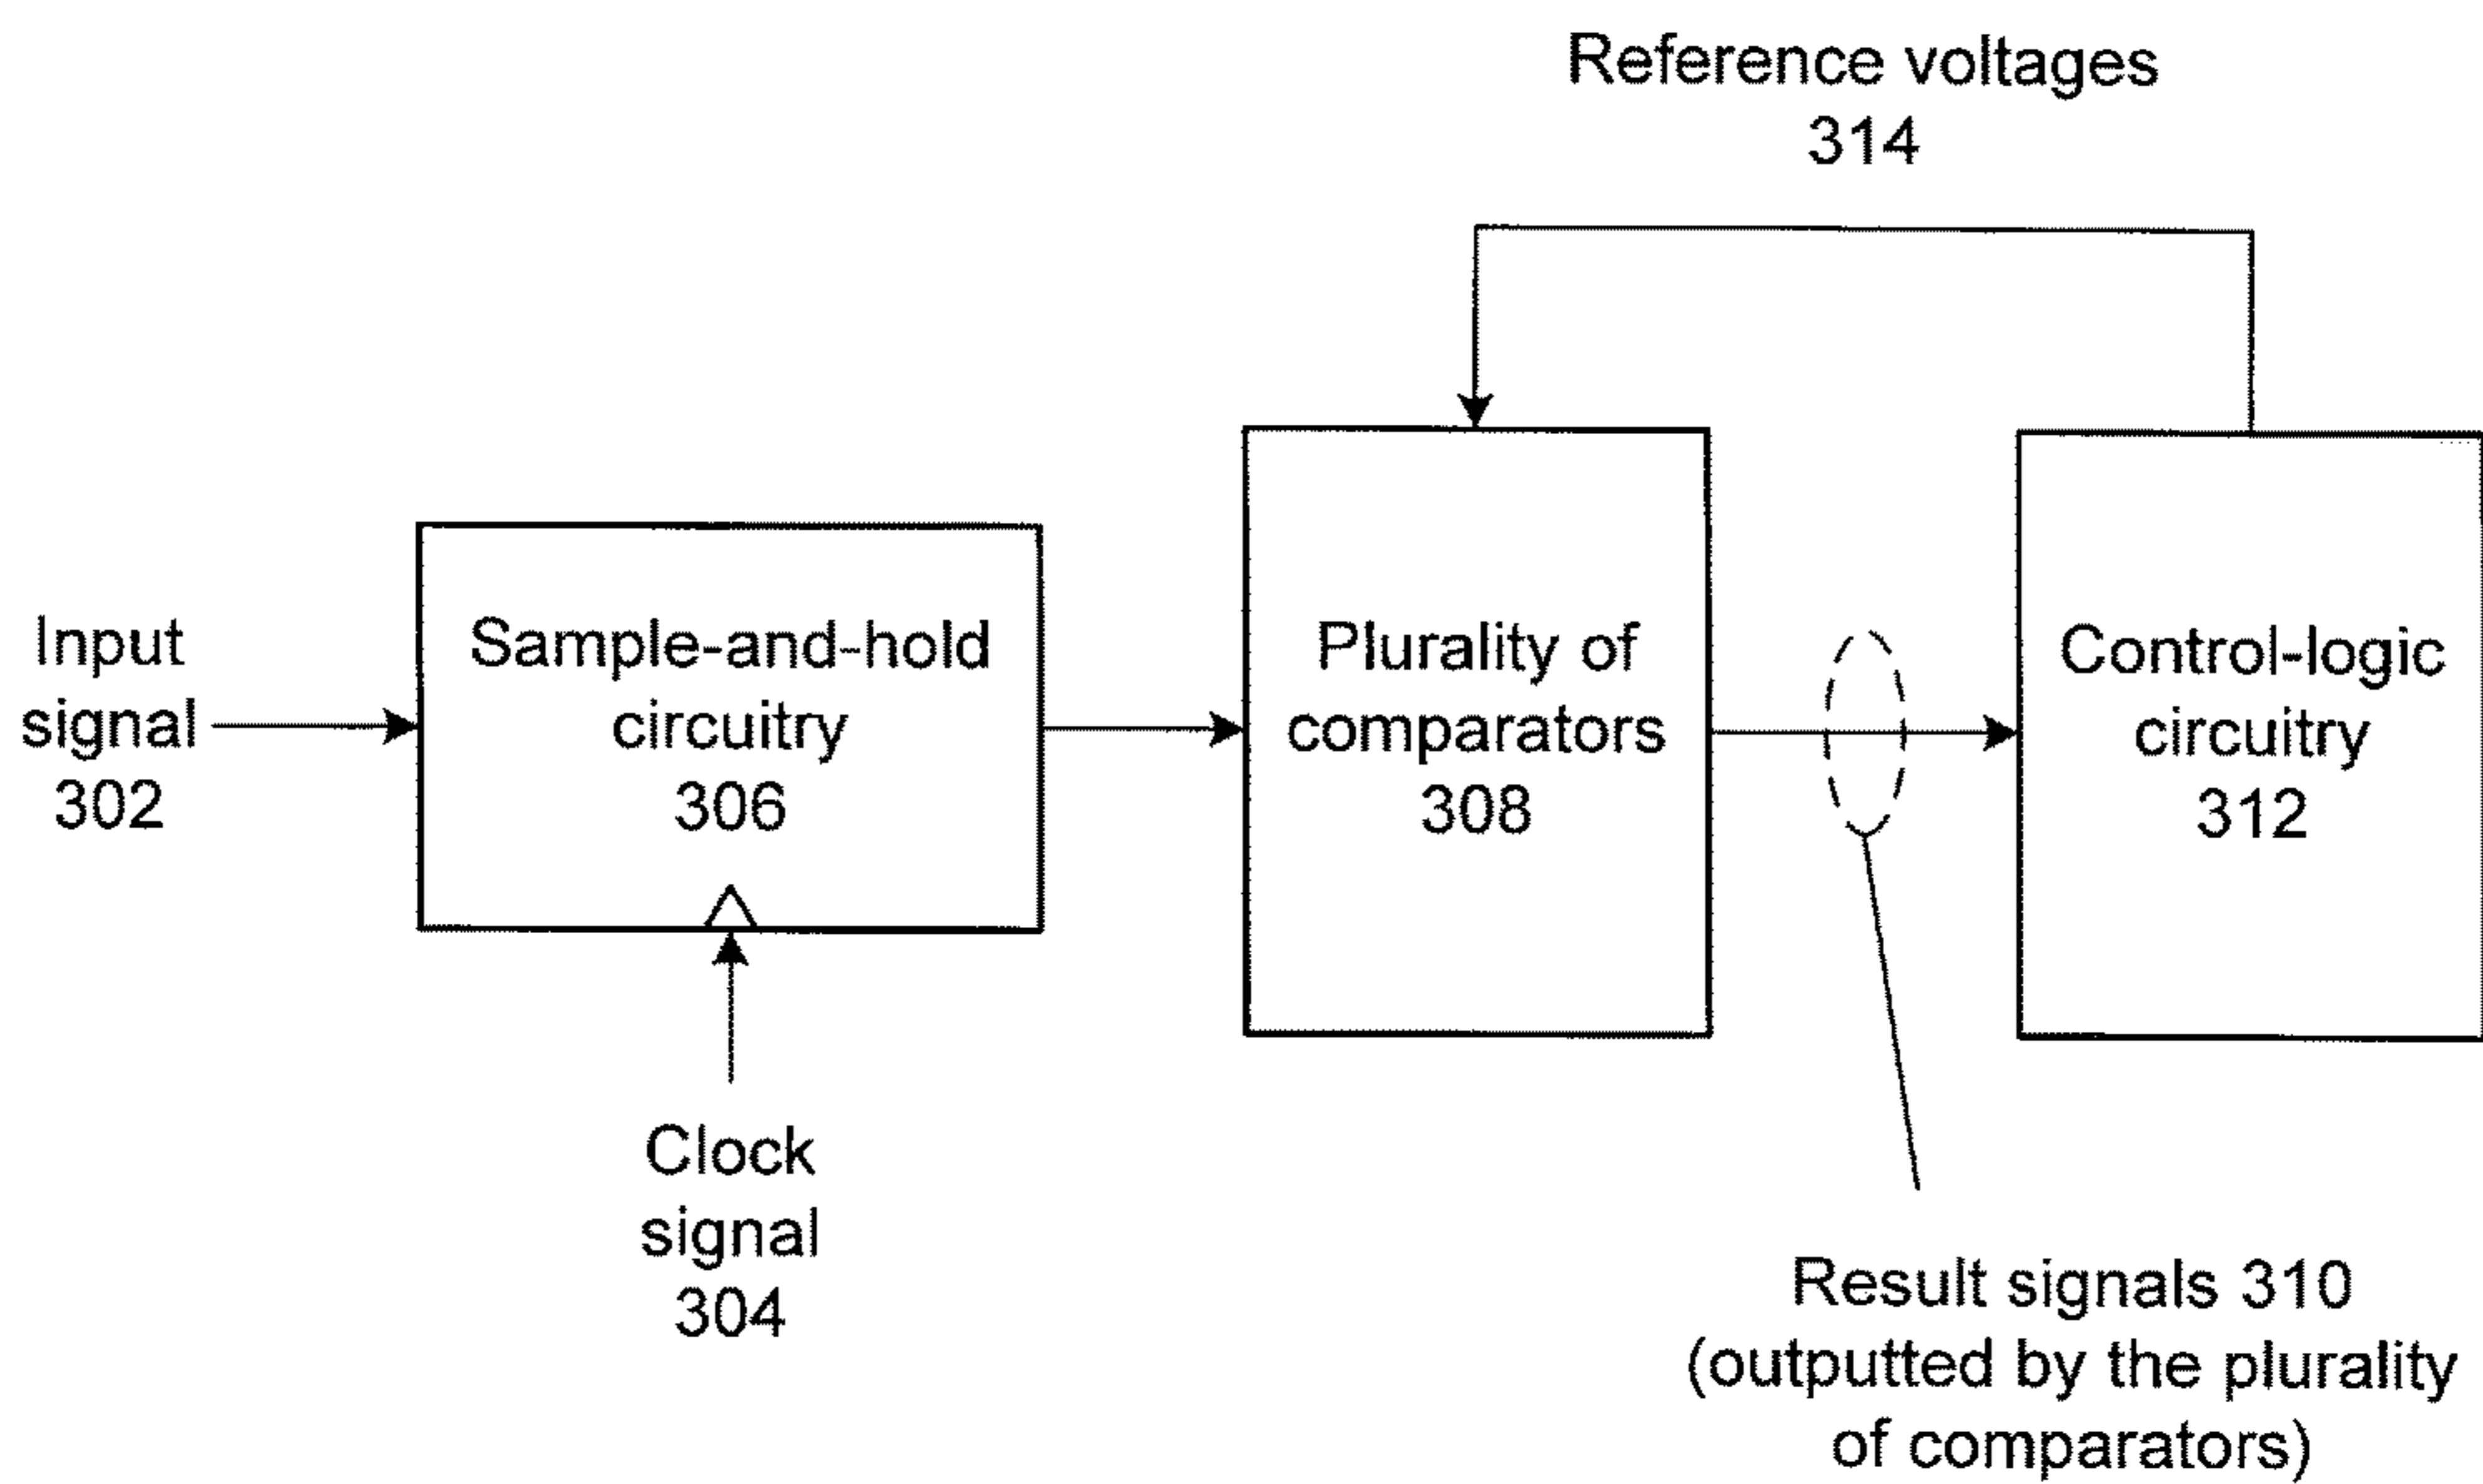 Reference voltages
314
Input
signal
302
Sample-and-hold
circuitry
306
Plurality of
comparators
308
Control-logic
circuitry
312
Clock
signal
304
Result signals 310
(outputted by the plurality
of comparators)